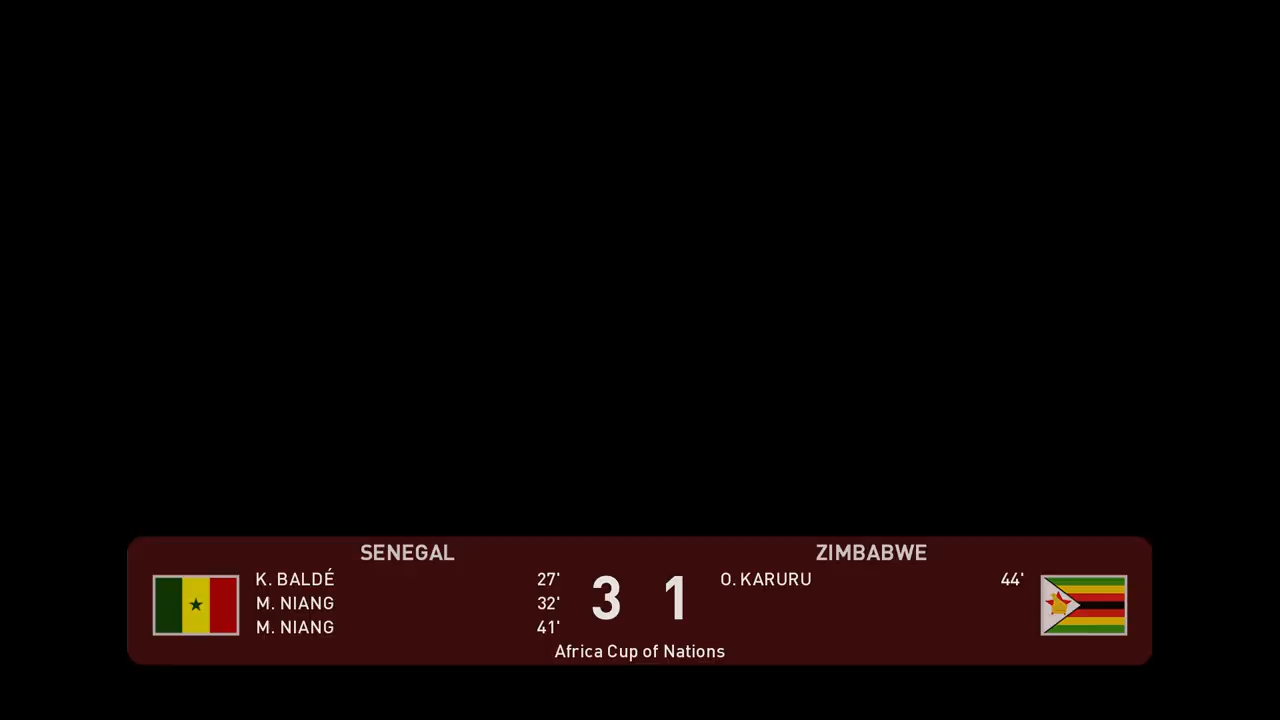 SENEGAL
ZIMBABWE
K. BALDÉ 27'
M. NIANG 32'
M. NIANG 41'
3 1
O. KARURU 44'
Africa Cup of Nations